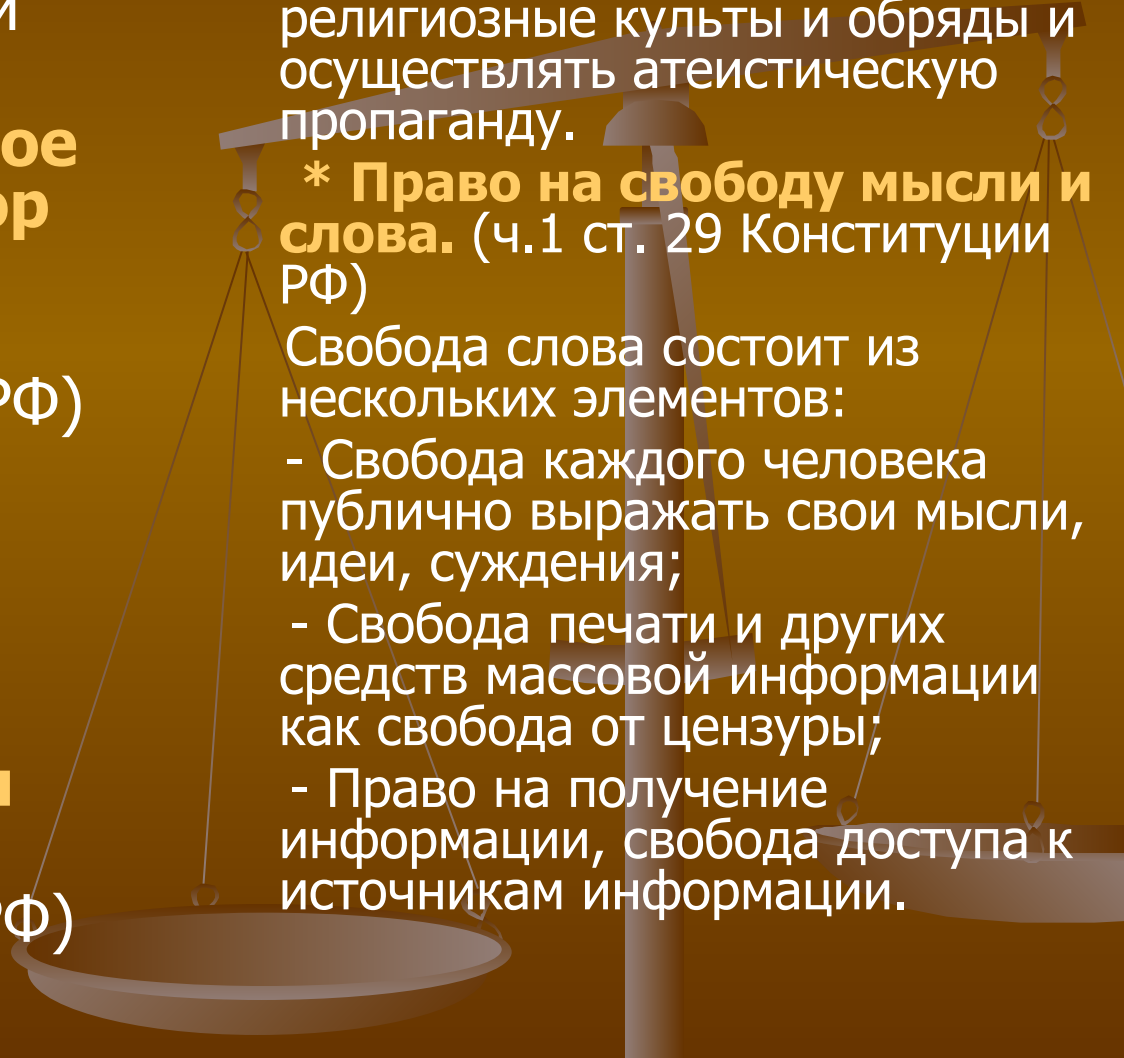 религиозные культы и обряды и
осуществлять атеистическую
пропаганду.
* Право на свободу мысли и
слова. (ч.1 ст. 29 Конституции
РФ)
Свобода слова состоит из
нескольких элементов:
- Свобода каждого человека
публично выражать свои мысли,
идеи, суждения;
- Свобода печати и других
средств массовой информации
как свобода от цензуры;
- Право на получение
информации, свобода доступа к
источникам информации.
РФ)